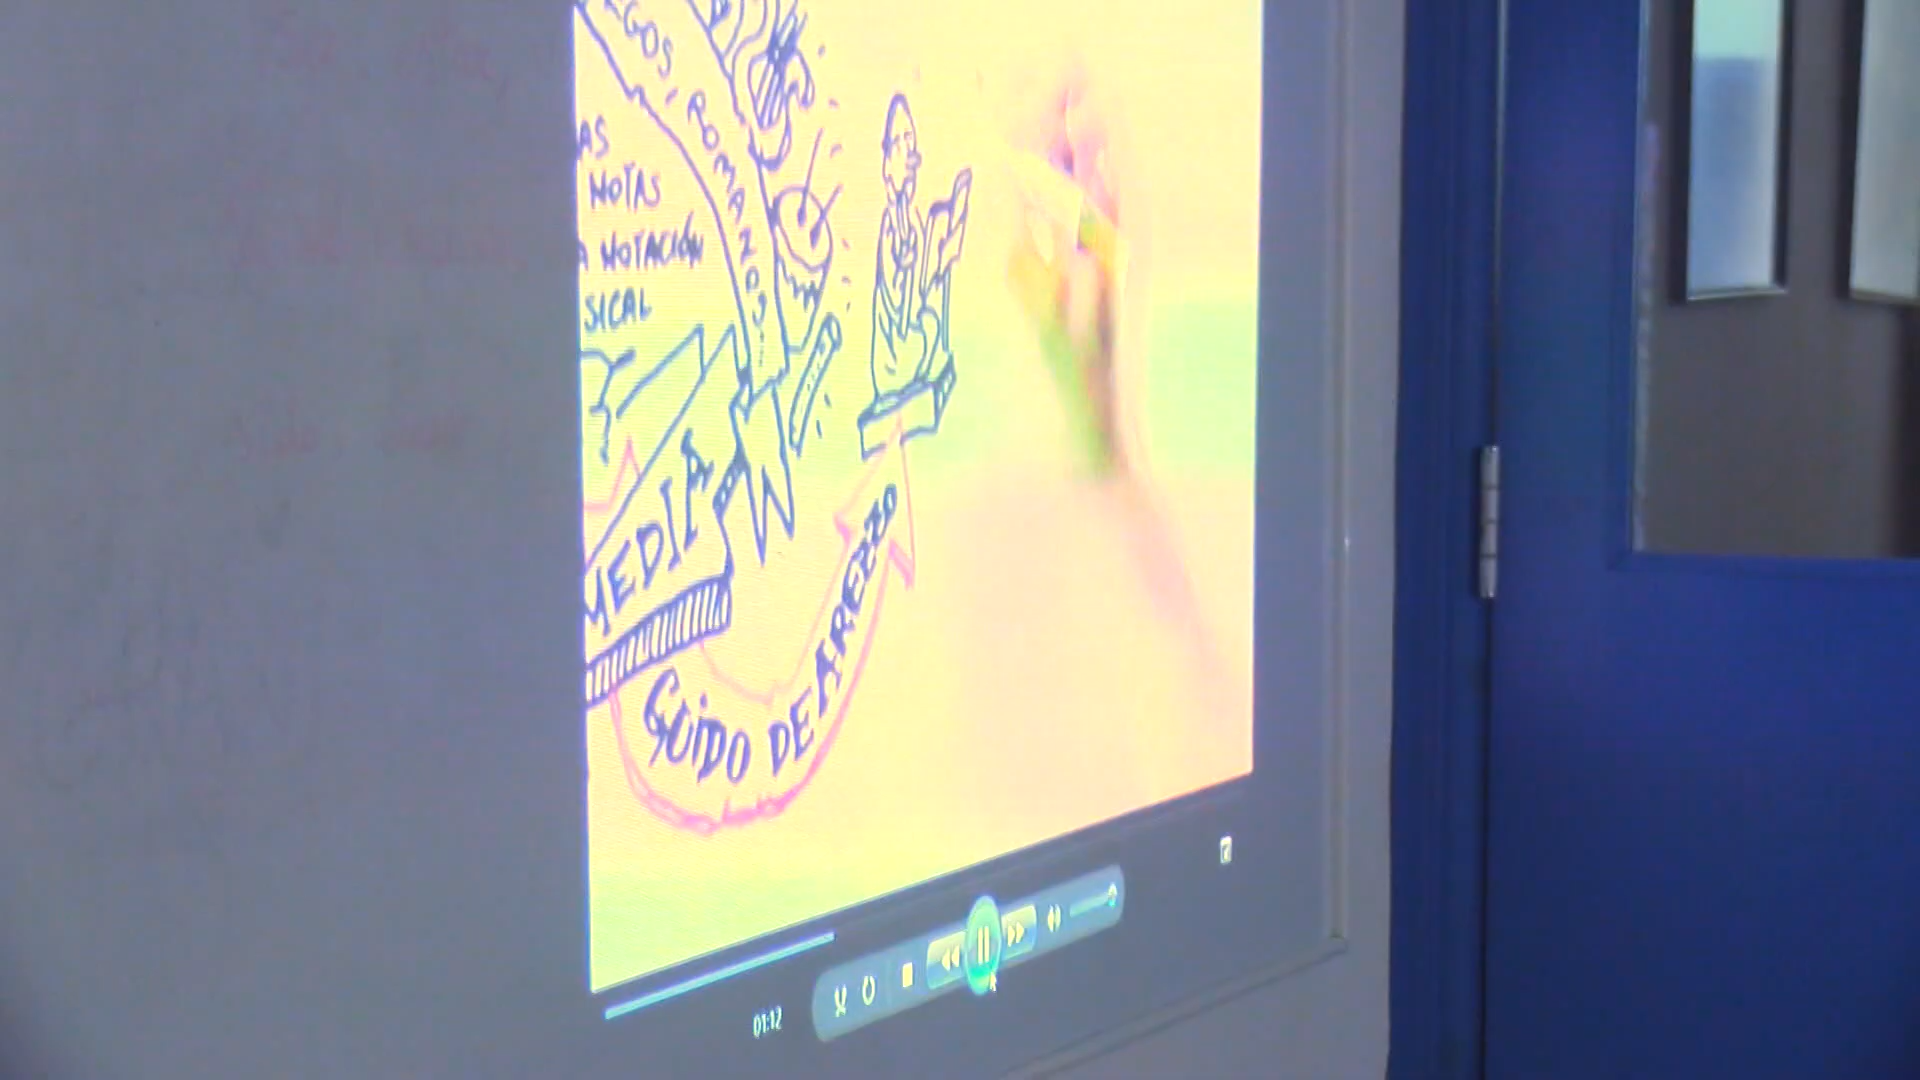 GOS
ROMANOS
AS
NOTAS
A NOTACIÓN
SICAL
MEDIA
GUIDO DE AREZZO
01:12